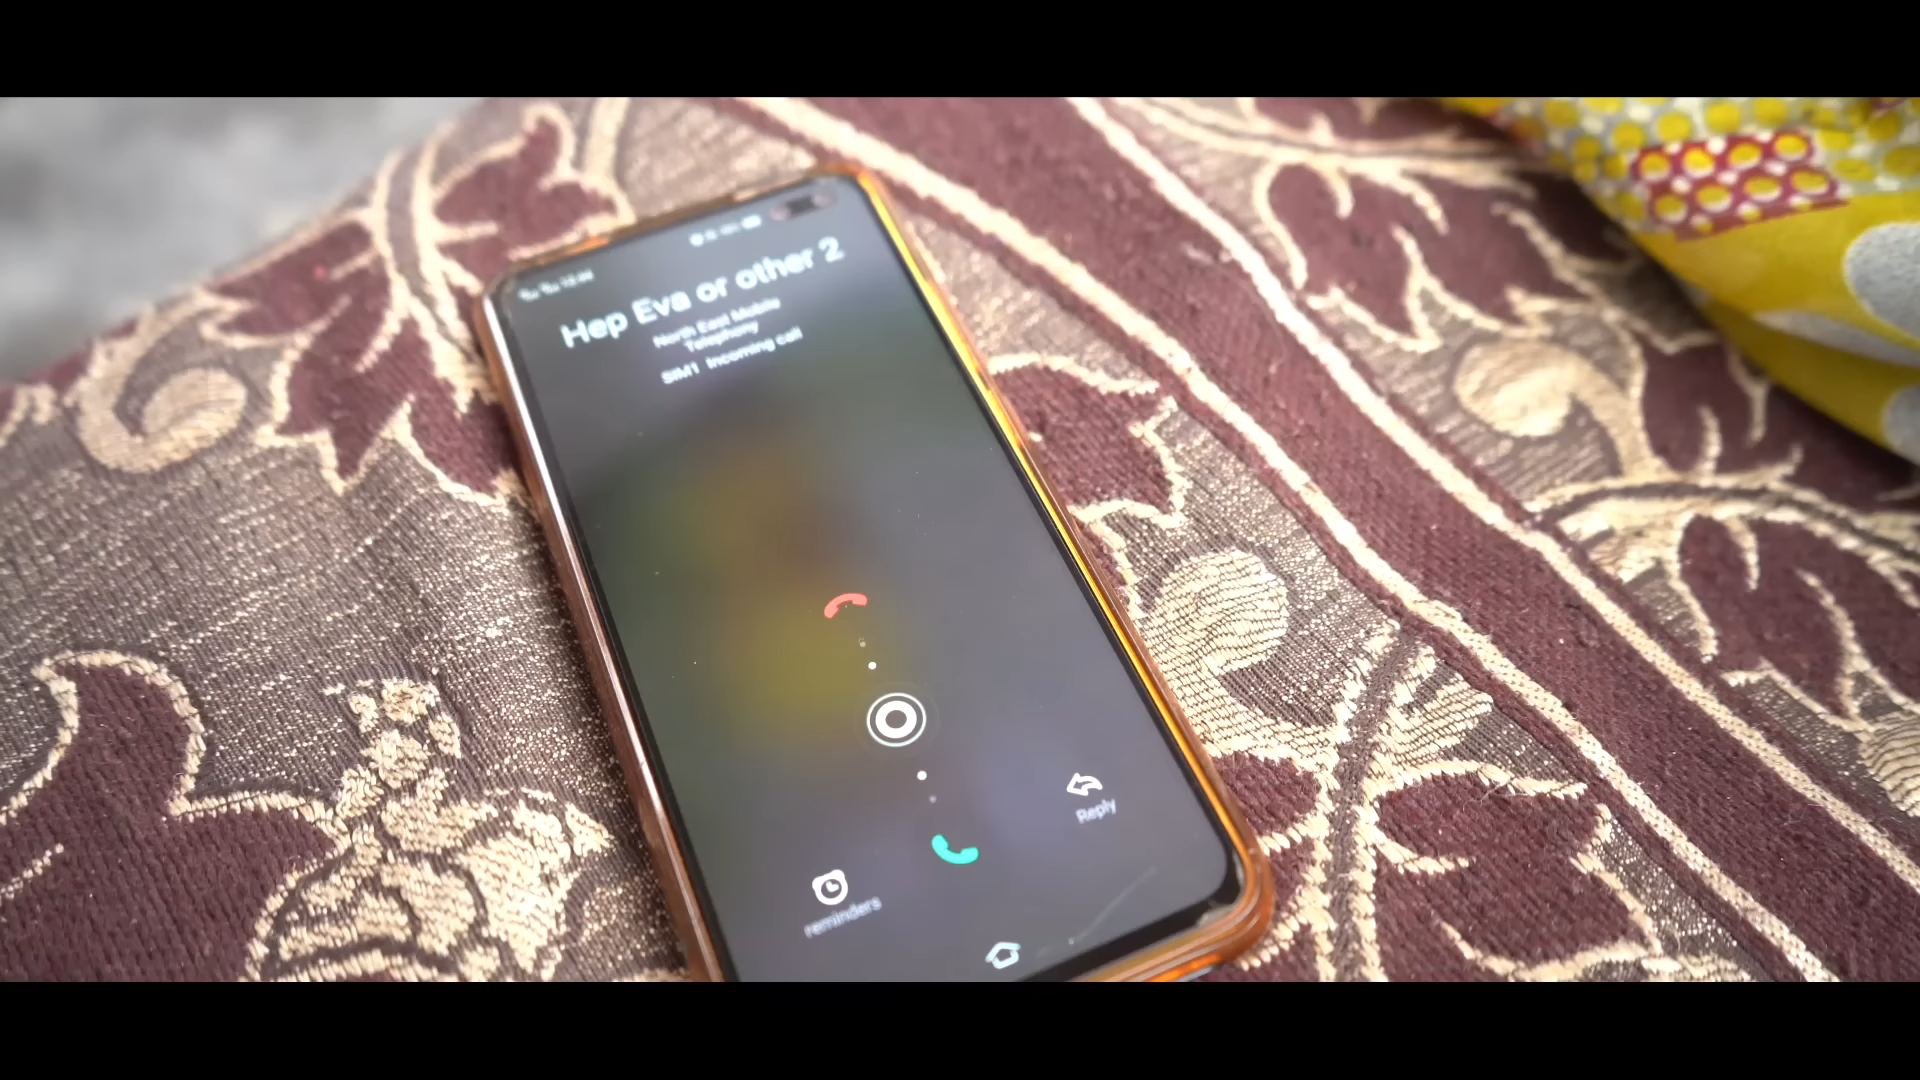 Hep Eva or other 2
North East Mobile
Telephony
SIM1 Incoming call
Reply
reminders